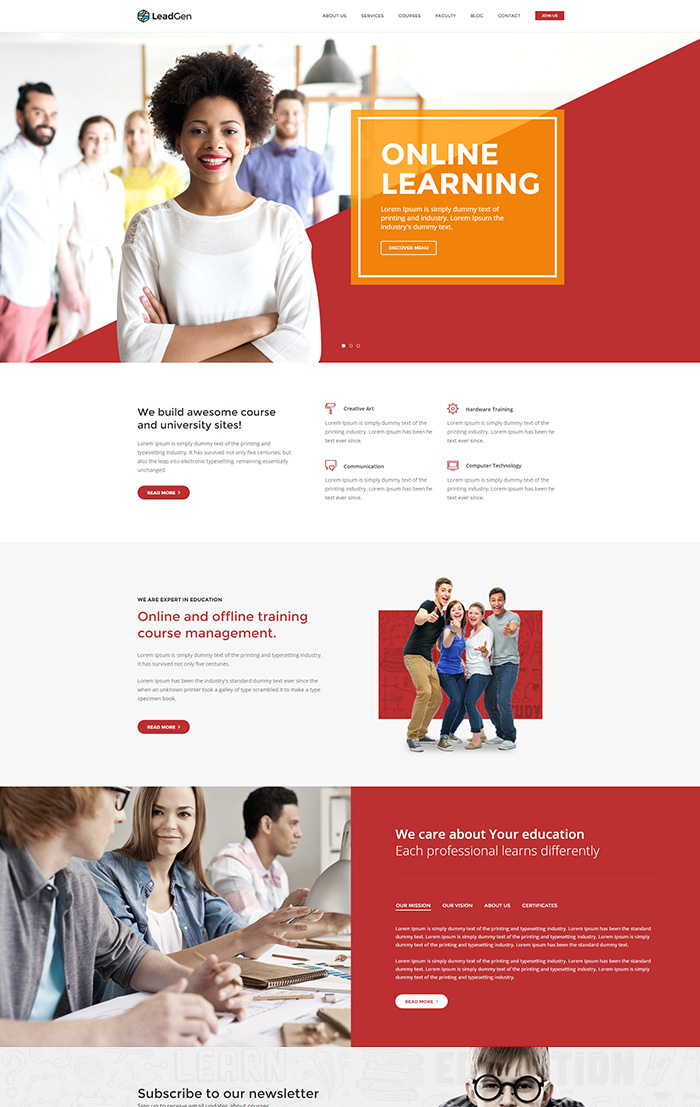 LeadGen
ABOUT US SERVICES COURSES FACULTY BLOG CONTACT JOIN US
ONLINE
LEARNING
Lorem Ipsum is simply dummy text of
printing and industry. Lorem Ipsum the
industry's dummy text.
DISCOVER MENU
We build awesome course
and university sites!
Lorem Ipsum is simply dummy text of the printing and
typesetting industry. It has survived not only five centuries, but
also the leap into electronic typesetting, remaining essentially
unchanged.
READ MORE
Creative Art
Lorem Ipsum is simply dummy text of the
printing industry. Lorem Ipsum has been he
text ever since.
Hardware Training
Lorem Ipsum is simply dummy text of the
printing industry. Lorem Ipsum has been he
text ever since.
Communication
Lorem Ipsum is simply dummy text of the
printing industry. Lorem Ipsum has been he
text ever since.
Computer Technology
Lorem Ipsum is simply dummy text of the
printing industry. Lorem Ipsum has been he
text ever since.
WE ARE EXPERT IN EDUCATION
Online and offline training
course management.
Lorem Ipsum is simply dummy text of the printing and typesetting industry.
It has survived not only five centuries.
Lorem Ipsum has been the industry's standard dummy text ever since the
when an unknown printer took a galley of type scrambled it to make a type
specimen book.
READ MORE
STUDY
We care about Your education
Each professional learns differently
OUR MISSION OUR VISION ABOUT US CERTIFICATES
Lorem Ipsum is simply dummy text of the printing and typesetting industry. Lorem Ipsum has been the standard
dummy text of the printing and typesetting industry. Lorem Ipsum is simply dummy text of the printing and typesetting
dummy text of the printing and typesetting industry. Lorem Ipsum has been the dummy text.
Lorem Ipsum is simply dummy text of the printing and typesetting industry. Lorem Ipsum has been the standard
dummy text of the printing and typesetting industry. Lorem Ipsum is simply dummy text of the printing and typesetting
industry.
READ MORE
LEARN EDUCATION
Subscribe to our newsletter
Sign up to receive email updates about courses